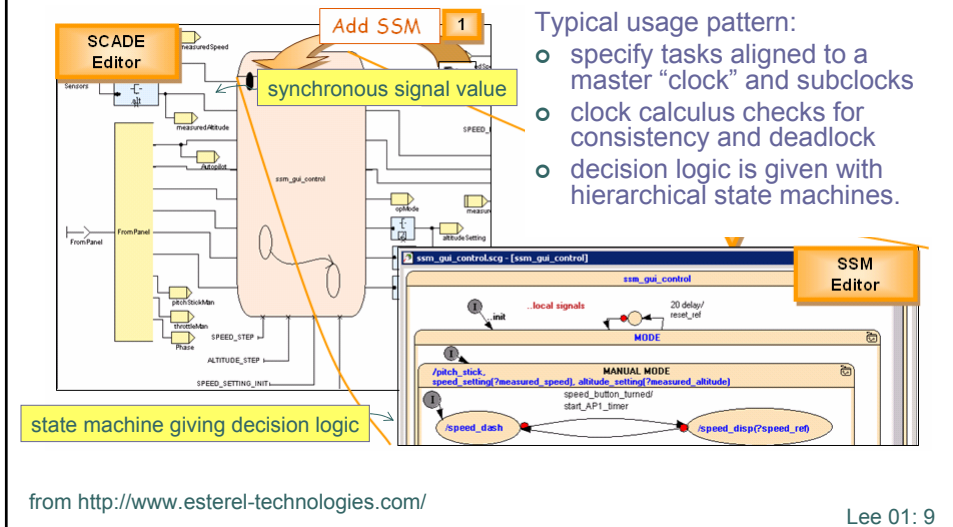 Add SSM
1
SCADE
Editor
measuredSpeed
Sensors
synchronous signal value
measuredAltitude
Autopilot
ssm_gui_control
FromPanel
FromPanel
opMode
altitudeSetting
pitchStickMan
throttleMan
Phase
SPEED_STEP
ALTITUDE_STEP
SPEED_SETTING_INIT
Typical usage pattern:
specify tasks aligned to a
master “clock” and subclocks
clock calculus checks for
consistency and deadlock
decision logic is given with
hierarchical state machines.
ssm_gui_control.scg - [ssm_gui_control]
SSM
Editor
ssm_gui_control
I
..init
..local signals
20 delay/
reset_ref
MODE
I
MANUAL MODE
/pitch_stick,
speed_setting(?measured_speed), altitude_setting(?measured_altitude)
speed_button_turned/
start_AP1_timer
I
/speed_dash
/speed_disp(?speed_ref)
state machine giving decision logic
from http://www.esterel-technologies.com/
Lee 01: 9